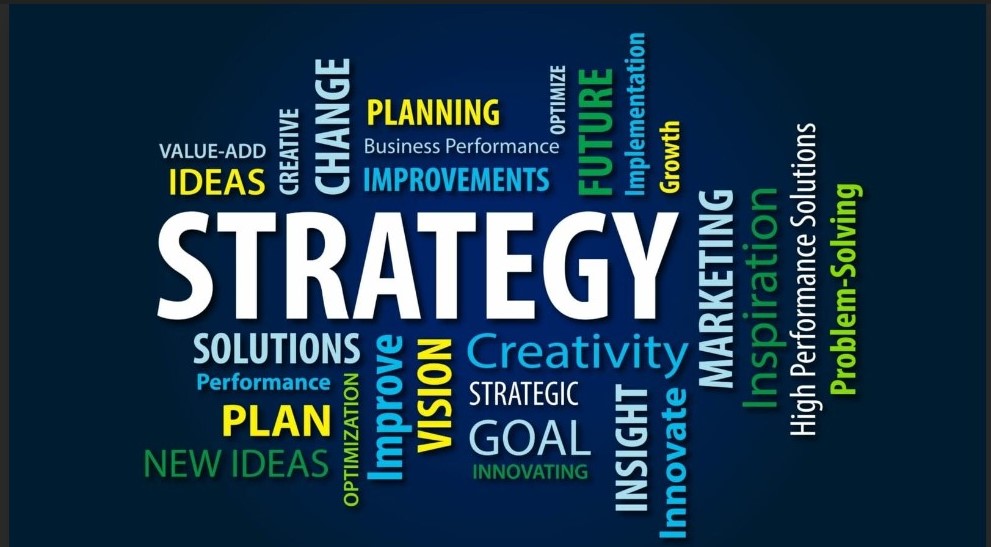 VALUE-ADD
IDEAS
CREATIVE
CHANGE
PLANNING
Business Performance
IMPROVEMENTS
OPTIMIZE
FUTURE
Implementation
Growth
STRATEGY
SOLUTIONS
Performance
PLAN
NEW IDEAS
OPTIMIZATION
Improve
VISION
Creativity
STRATEGIC
GOAL
INNOVATING
INSIGHT
Innovate
MARKETING
Inspiration
High Performance Solutions
Problem-Solving